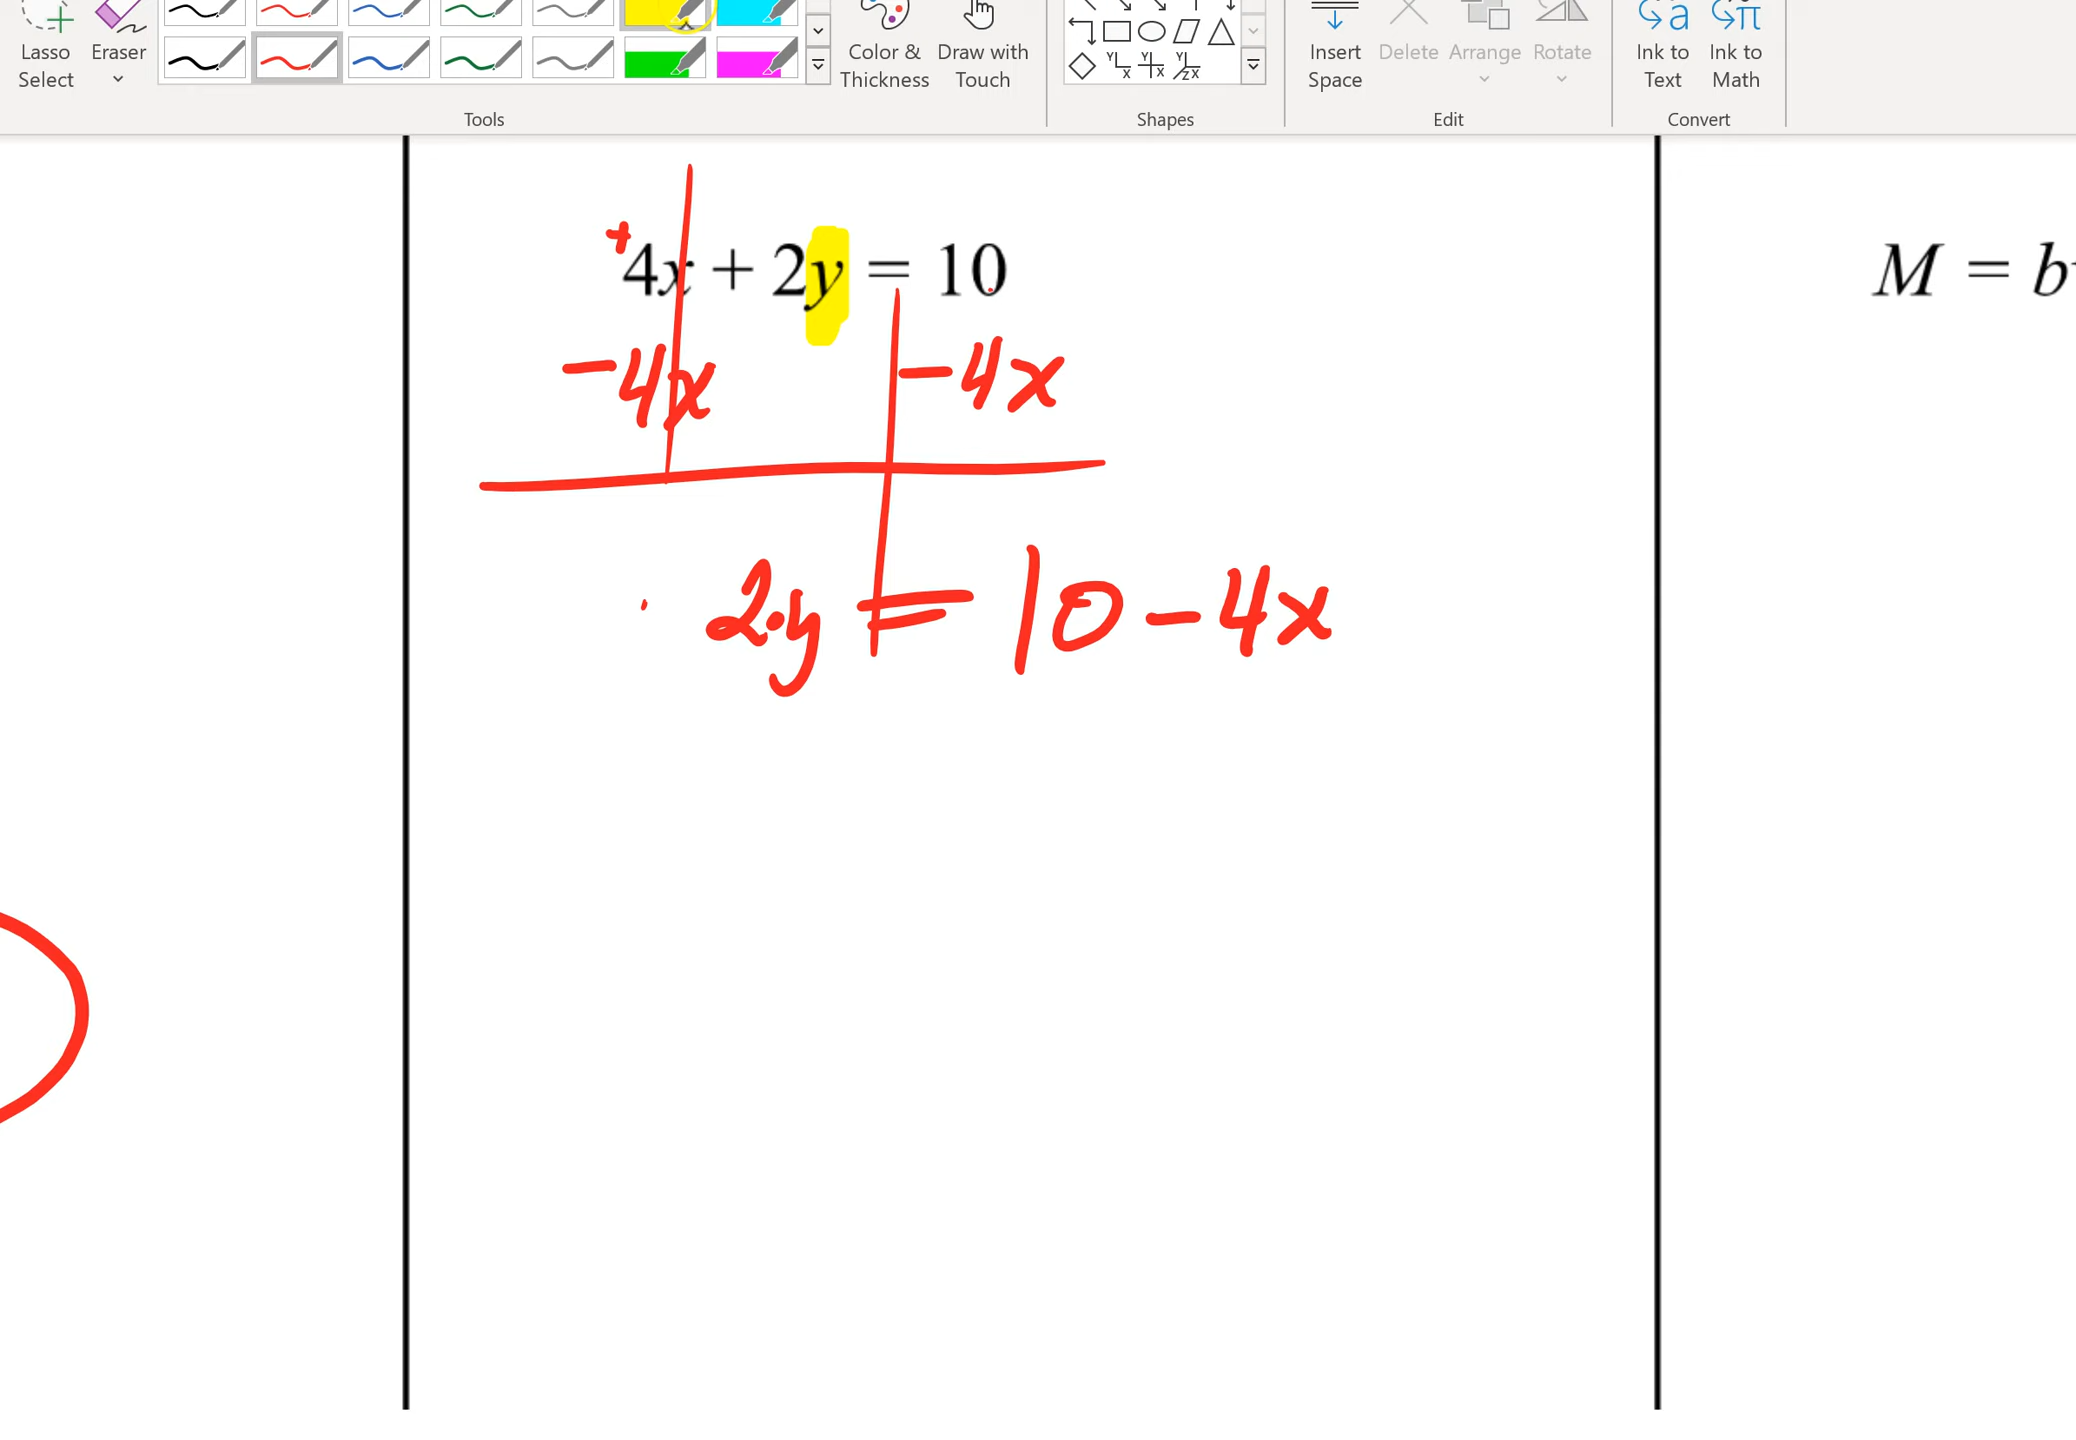 Lasso Select
Eraser
Color & Thickness
Draw with Touch
Insert Space
Delete
Arrange
Rotate
Ink to Text
Ink to Math
Tools
Shapes
Edit
Convert
+4x + 2y = 10
M = b
-4x -4x
2·y = 10 - 4x